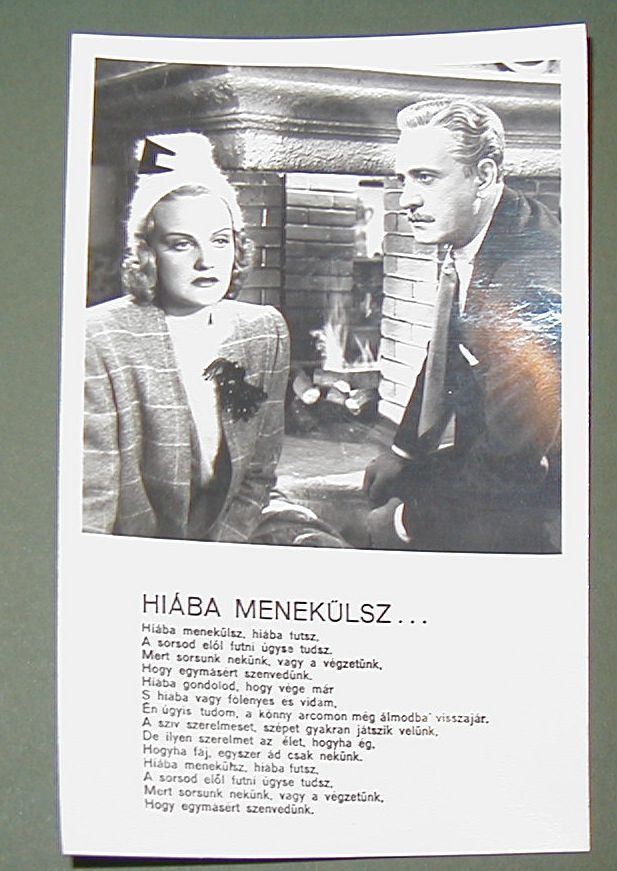 HIÁBA MENEKÜLSZ...
Hiába menekülsz, hiába futsz,
A sorsod elől futni úgyse tudsz.
Mert sorsunk nekünk, vagy a végzetünk,
Hogy egymásért szenvedünk.
Hiába gondolod, hogy vége már
S hiába vagy fölényes és vidám,
Én úgyis tudom, a könny arcomon még álmodba' visszajár.
A sziv szerelmeset, szépet gyakran játszik velünk,
De ilyen szerelmet az élet, hogyha ég,
Hogyha fáj, egyszer ád csak nekünk.
Hiába menekülsz, hiába futsz,
A sorsod elől futni úgyse tudsz,
Mert sorsunk nekünk, vagy a végzetünk,
Hogy egymásért szenvedünk.